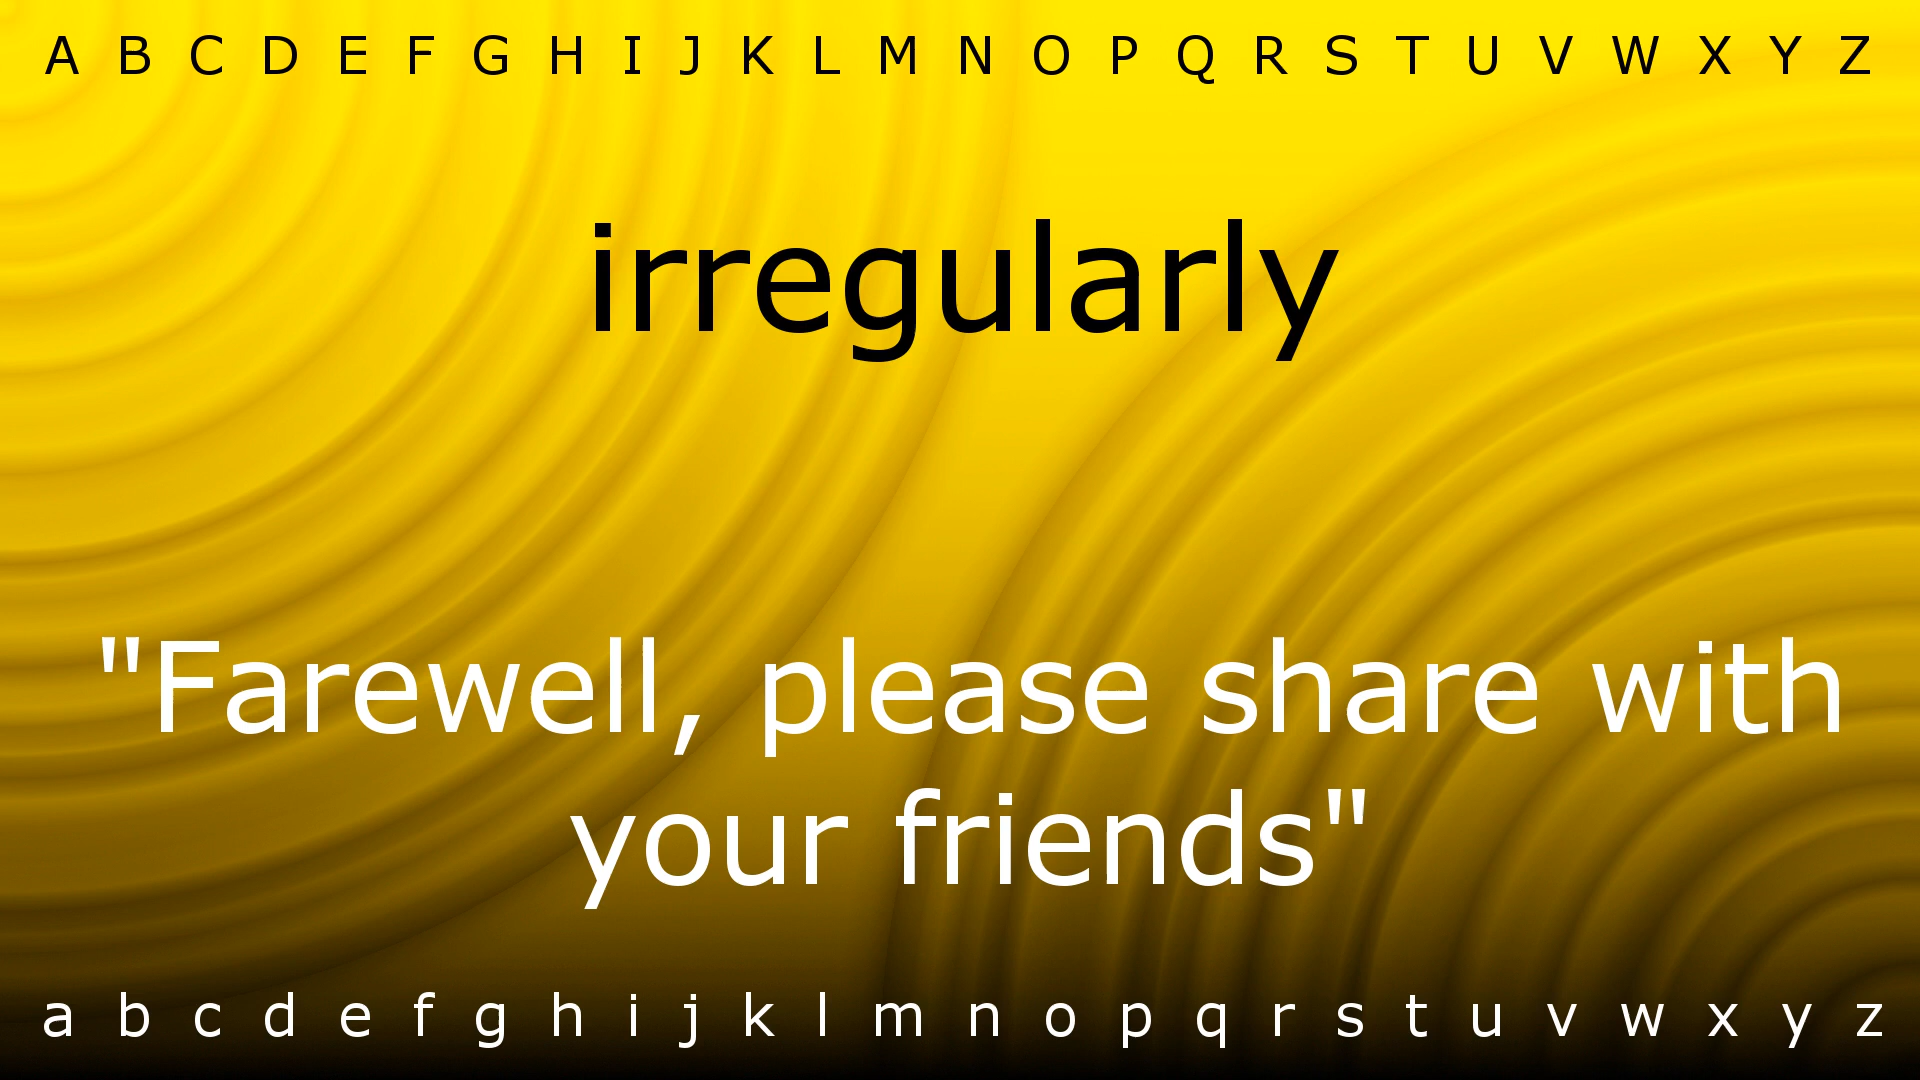 A B C D E F G H I J K L M N O P Q R S T U V W X Y Z
irregularly
"Farewell, please share with
your friends"
a b c d e f g h i j k l m n o p q r s t u v w x y z